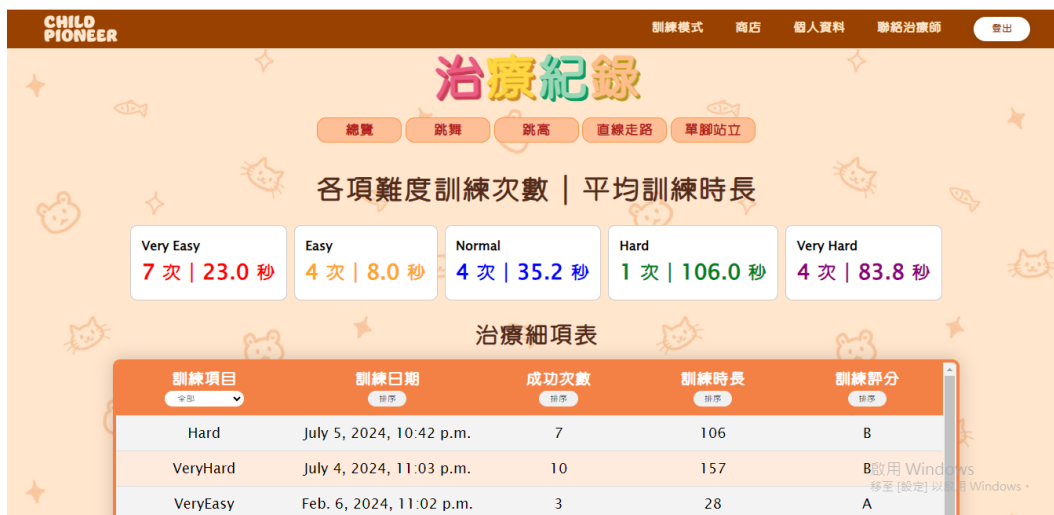 CHILD
PIONEER
訓練模式 商店 個人資料 聯絡治療師 登出
治療紀錄
總覽 跳舞 跳高 直線走路 單腳站立
各項難度訓練次數 | 平均訓練時長
Very Easy Easy Normal Hard Very Hard
7 次 | 23.0 秒 4 次 | 8.0 秒 4 次 | 35.2 秒 1 次 | 106.0 秒 4 次 | 83.8 秒
治療細項表
訓練項目 訓練日期 成功次數 訓練時長 訓練評分
全部 排序 排序 排序 排序
Hard July 5, 2024, 10:42 p.m. 7 106 B
VeryHard July 4, 2024, 11:03 p.m. 10 157 B
VeryEasy Feb. 6, 2024, 11:02 p.m. 3 28 A
啟用 Windows
移至 [設定] 以啟用 Windows。